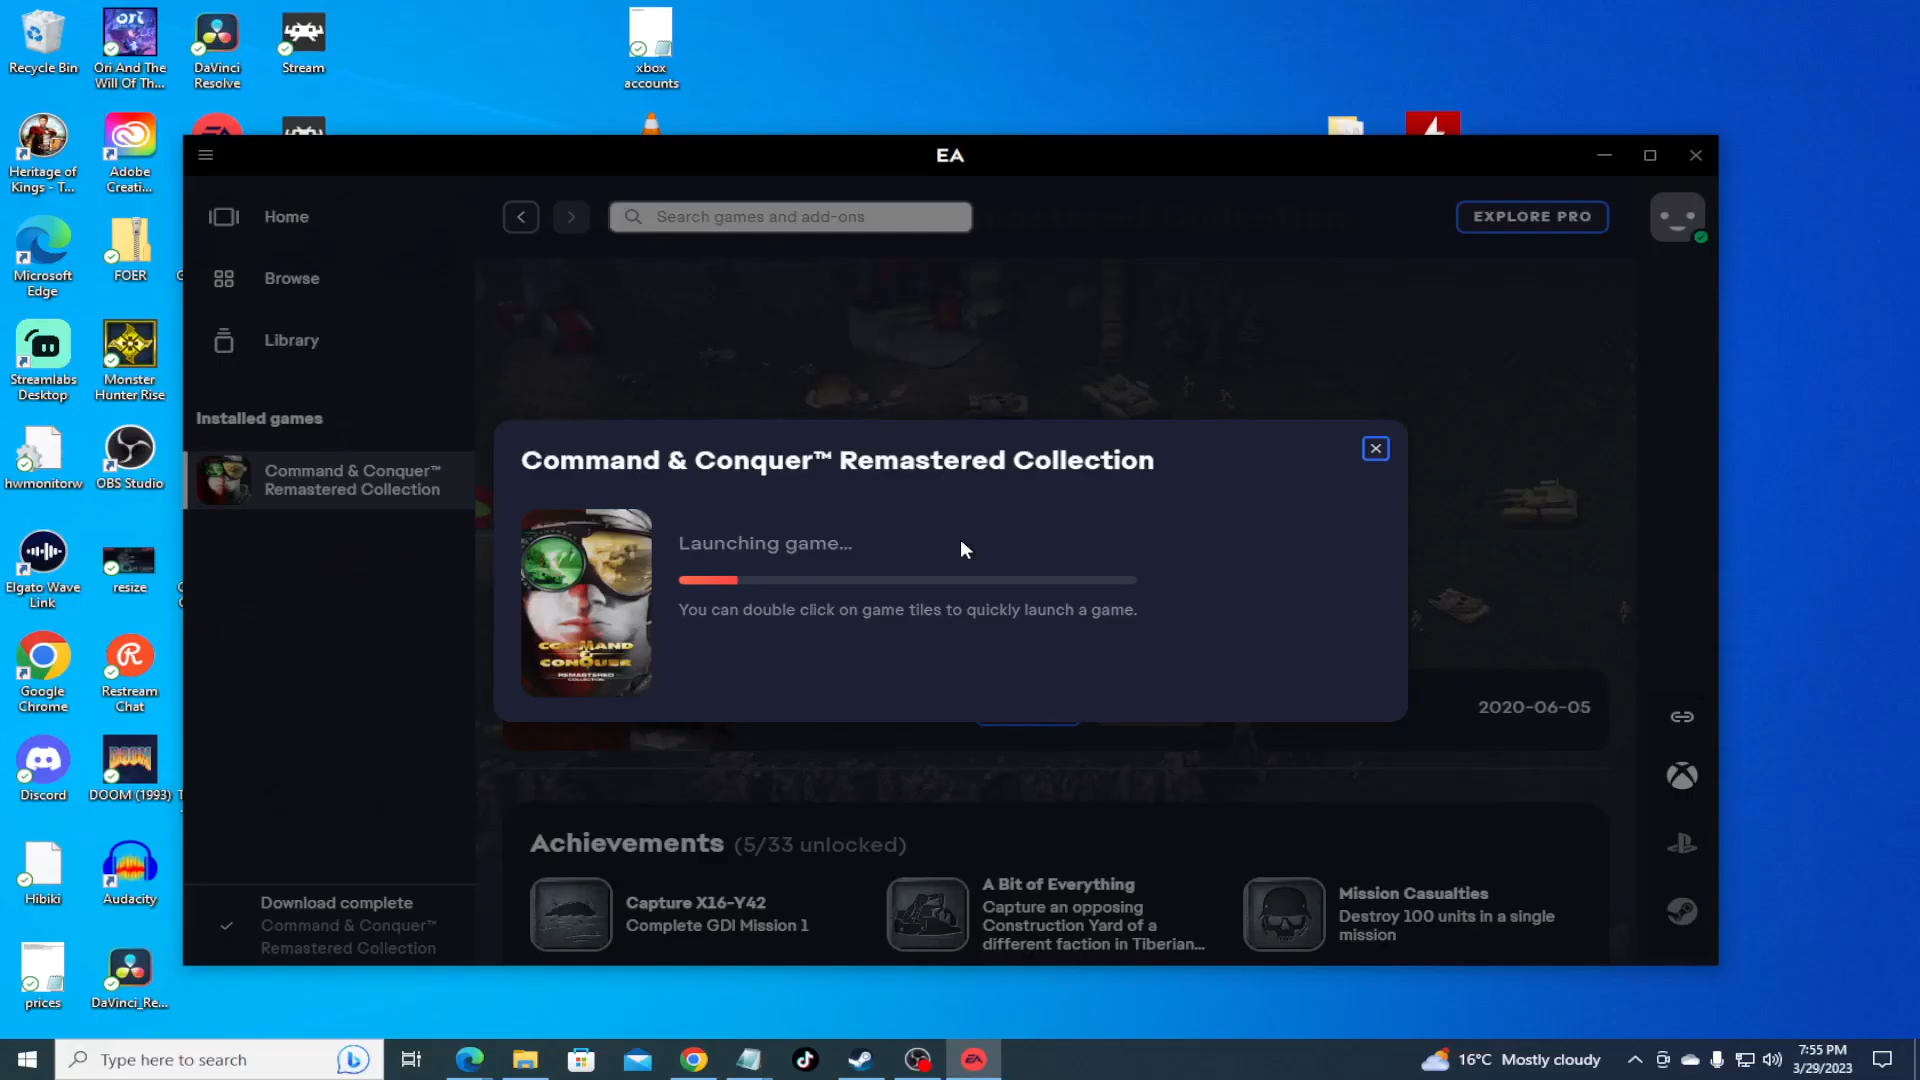 Recycle Bin
Ori And The
Will Of Th...
DaVinci
Resolve
Stream
xbox
accounts
Heritage of
Kings - T...
Adobe
Creati...
Microsoft
Edge
FOER
Streamlabs
Desktop
Monster
Hunter Rise
hwmonitorw
OBS Studio
Elgato Wave
Link
resize
Google
Chrome
Restream
Chat
Discord
DOOM (1993)
Hibiki
Audacity
prices
DaVinci_Re...
EA
Home
Browse
Library
Installed games
Command & Conquer™
Remastered Collection
Download complete
Command & Conquer™
Remastered Collection
Search games and add-ons
EXPLORE PRO
Command & Conquer™ Remastered Collection
COMMAND
&
CONQUER
REMASTERED
COLLECTION
Launching game...
You can double click on game tiles to quickly launch a game.
2020-06-05
Achievements (5/33 unlocked)
Capture X16-Y42
Complete GDI Mission 1
A Bit of Everything
Capture an opposing
Construction Yard of a
different faction in Tiberian...
Mission Casualties
Destroy 100 units in a single
mission
Type here to search
16°C Mostly cloudy
7:55 PM
3/29/2023